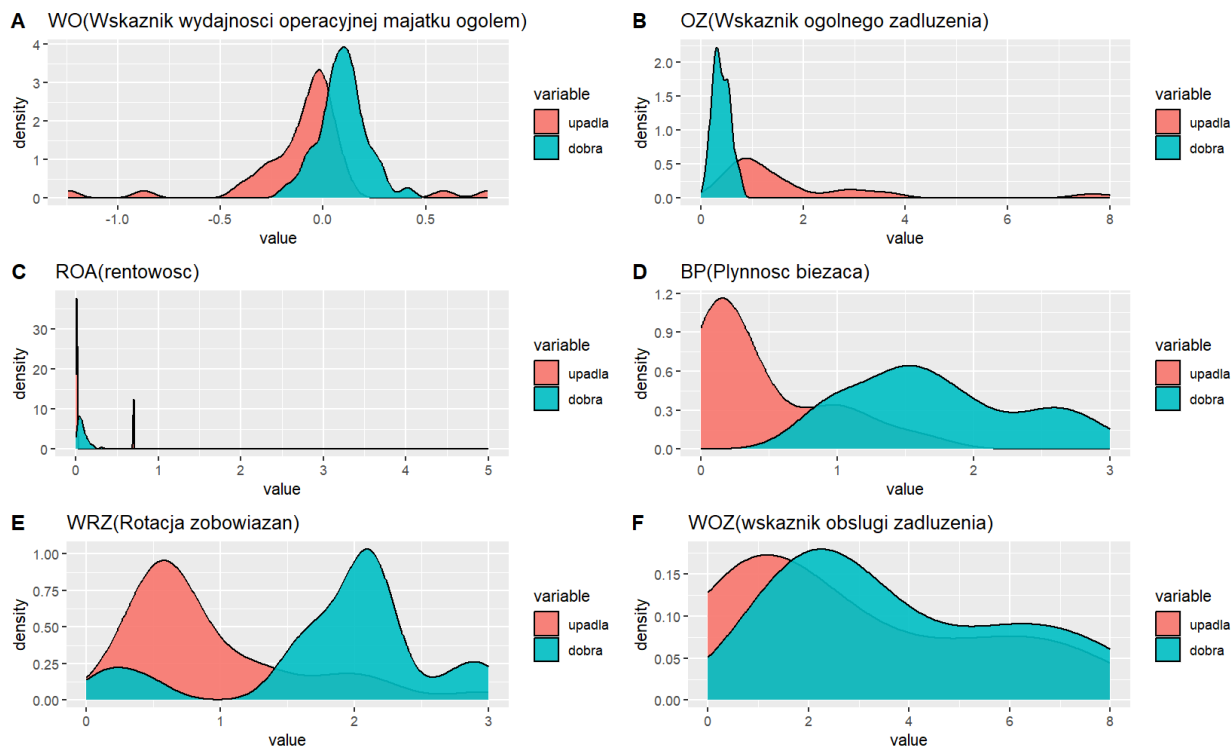 A WO(Wskaznik wydajnosci operacyjnej majatku ogolem)
4
3
2
1
0
density
-1.0 -0.5 0.0 0.5
value
variable
upadla
dobra
B OZ(Wskaznik ogolnego zadluzenia)
2.0
1.5
1.0
0.5
0.0
density
0 2 4 6 8
value
variable
upadla
dobra
C ROA(rentowosc)
30
20
10
0
density
0 1 2 3 4 5
value
variable
upadla
dobra
D BP(Plynnosc biezaca)
1.2
0.9
0.6
0.3
0.0
density
0 1 2 3
value
variable
upadla
dobra
E WRZ(Rotacja zobowiazan)
1.00
0.75
0.50
0.25
0.00
density
0 1 2 3
value
variable
upadla
dobra
F WOZ(wskaznik obslugi zadluzenia)
0.15
0.10
0.05
0.00
density
0 2 4 6 8
value
variable
upadla
dobra